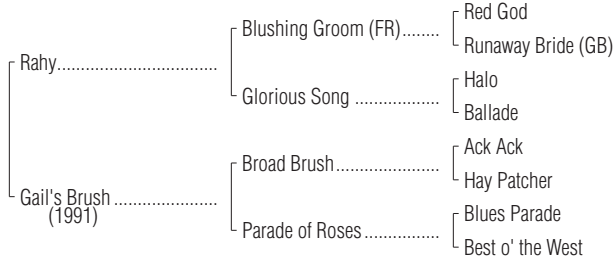 Red God
Blushing Groom (FR)........
Runaway Bride (GB)
Rahy.................................
Halo
Glorious Song ..................
Ballade
Ack Ack
Broad Brush......................
Hay Patcher
Gail's Brush ......................
(1991)
Blues Parade
Parade of Roses................
Best o' the West